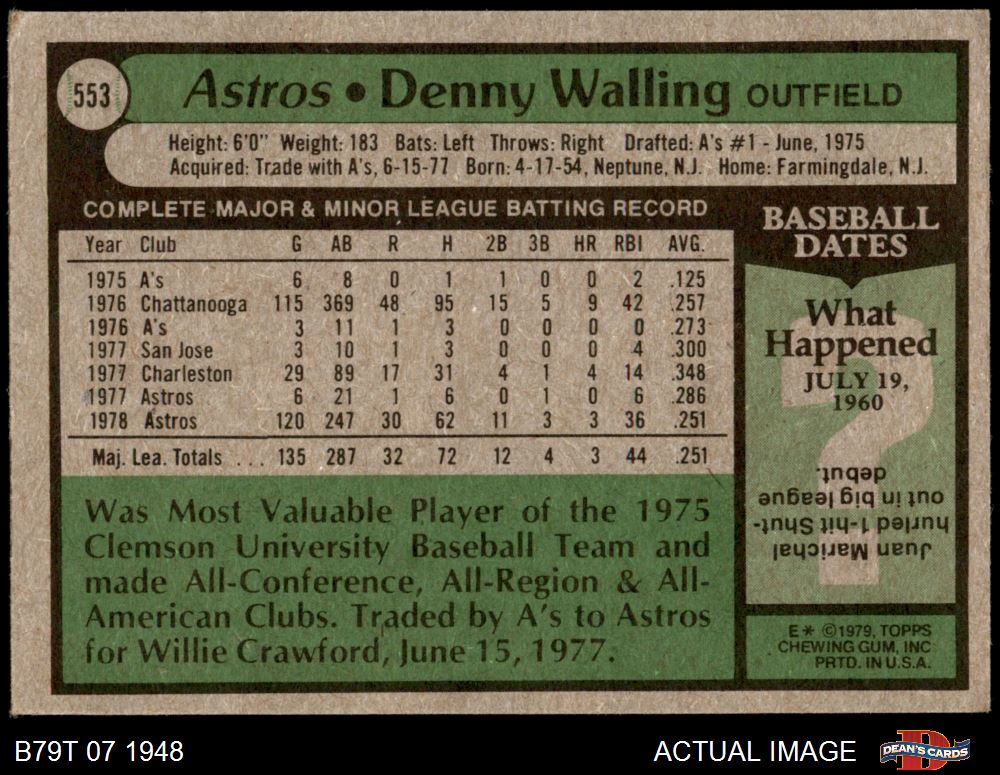 553
Astros • Denny Walling OUTFIELD
Height: 6'0" Weight: 183 Bats: Left Throws: Right Drafted: A's #1 - June, 1975
Acquired: Trade with A's, 6-15-77 Born: 4-17-54, Neptune, N.J. Home: Farmingdale, N.J.
COMPLETE MAJOR & MINOR LEAGUE BATTING RECORD
Year Club G AB R H 2B 3B HR RBI AVG.
1975 A's 6 8 0 1 1 0 0 2 .125
1976 Chattanooga 115 369 48 95 15 5 9 42 .257
1976 A's 3 11 1 3 0 0 0 0 .273
1977 San Jose 3 10 1 3 0 0 0 4 .300
1977 Charleston 29 89 17 31 4 1 4 14 .348
1977 Astros 6 21 1 6 0 1 0 6 .286
1978 Astros 120 247 30 62 11 3 3 36 .251
Maj. Lea. Totals . . . 135 287 32 72 12 4 3 44 .251
Was Most Valuable Player of the 1975
Clemson University Baseball Team and
made All-Conference, All-Region & All-
American Clubs. Traded by A's to Astros
for Willie Crawford, June 15, 1977.
BASEBALL
DATES
What
Happened
JULY 19,
1960
Juan Marichal
hurled 1-hit Shut-
out in big league
debut.
E* ©1979, TOPPS
CHEWING GUM, INC
PRTD. IN U.S.A.
B79T 07 1948
ACTUAL IMAGE
DEAN'S CARDS